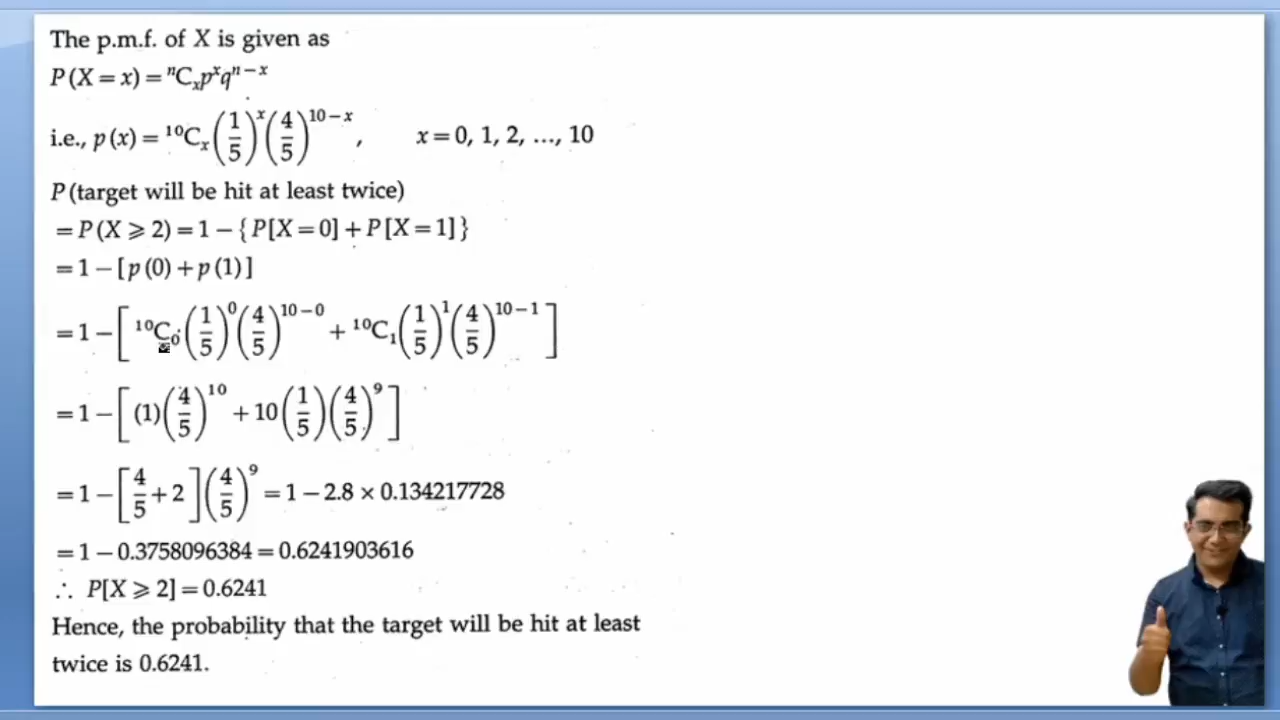 The p.m.f. of X is given as
P(X = x) = ⁿCₓpˣqⁿ⁻ˣ
i.e., p(x) = ¹⁰Cₓ(1/5)ˣ(4/5)¹⁰⁻ˣ, x = 0, 1, 2, ..., 10
P(target will be hit at least twice)
= P(X ⩾ 2) = 1 − {P[X = 0] + P[X = 1]}
= 1 − [p(0) + p(1)]
= 1 − [¹⁰C₀(1/5)⁰(4/5)¹⁰⁻⁰ + ¹⁰C₁(1/5)¹(4/5)¹⁰⁻¹]
= 1 − [(1)(4/5)¹⁰ + 10(1/5)(4/5)⁹]
= 1 − [4/5 + 2](4/5)⁹ = 1 − 2.8 × 0.134217728
= 1 − 0.3758096384 = 0.6241903616
∴ P[X ⩾ 2] = 0.6241
Hence, the probability that the target will be hit at least
twice is 0.6241.